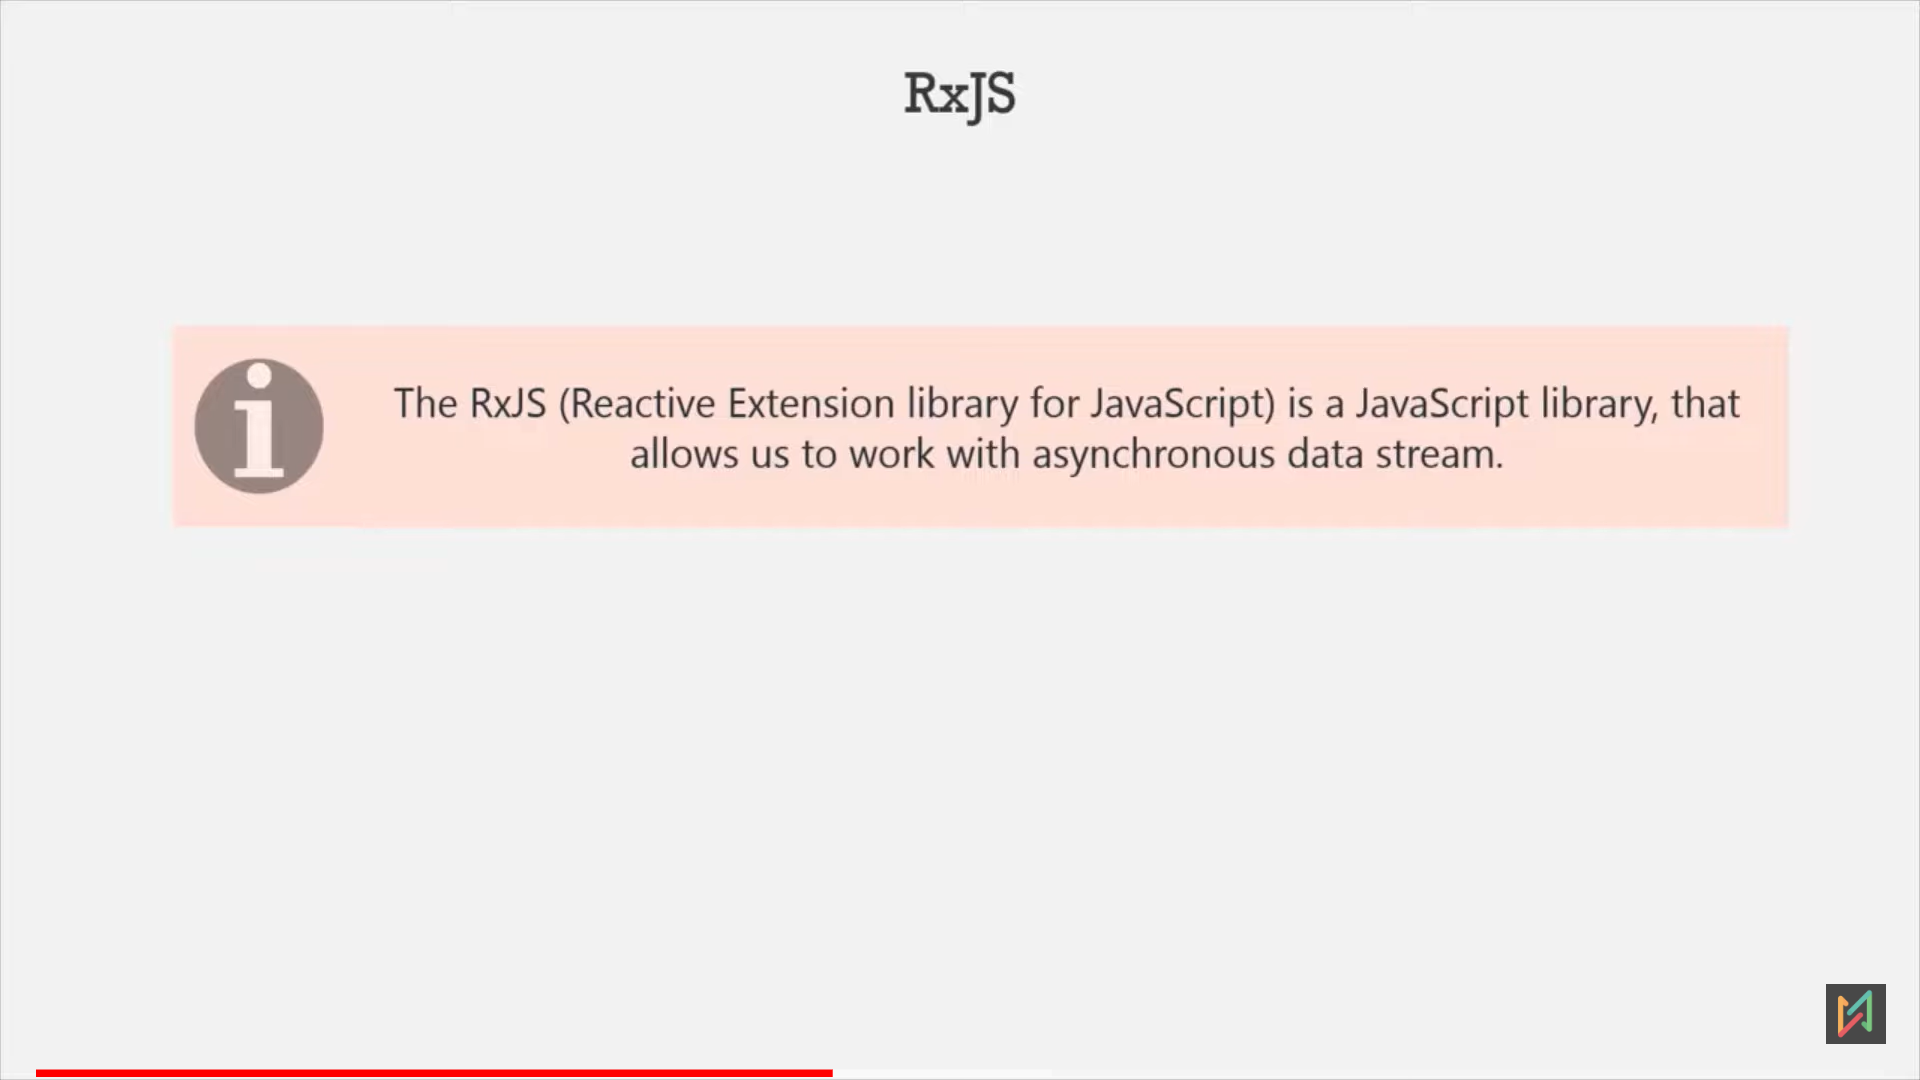 RxJS
The RxJS (Reactive Extension library for JavaScript) is a JavaScript library, that
allows us to work with asynchronous data stream.